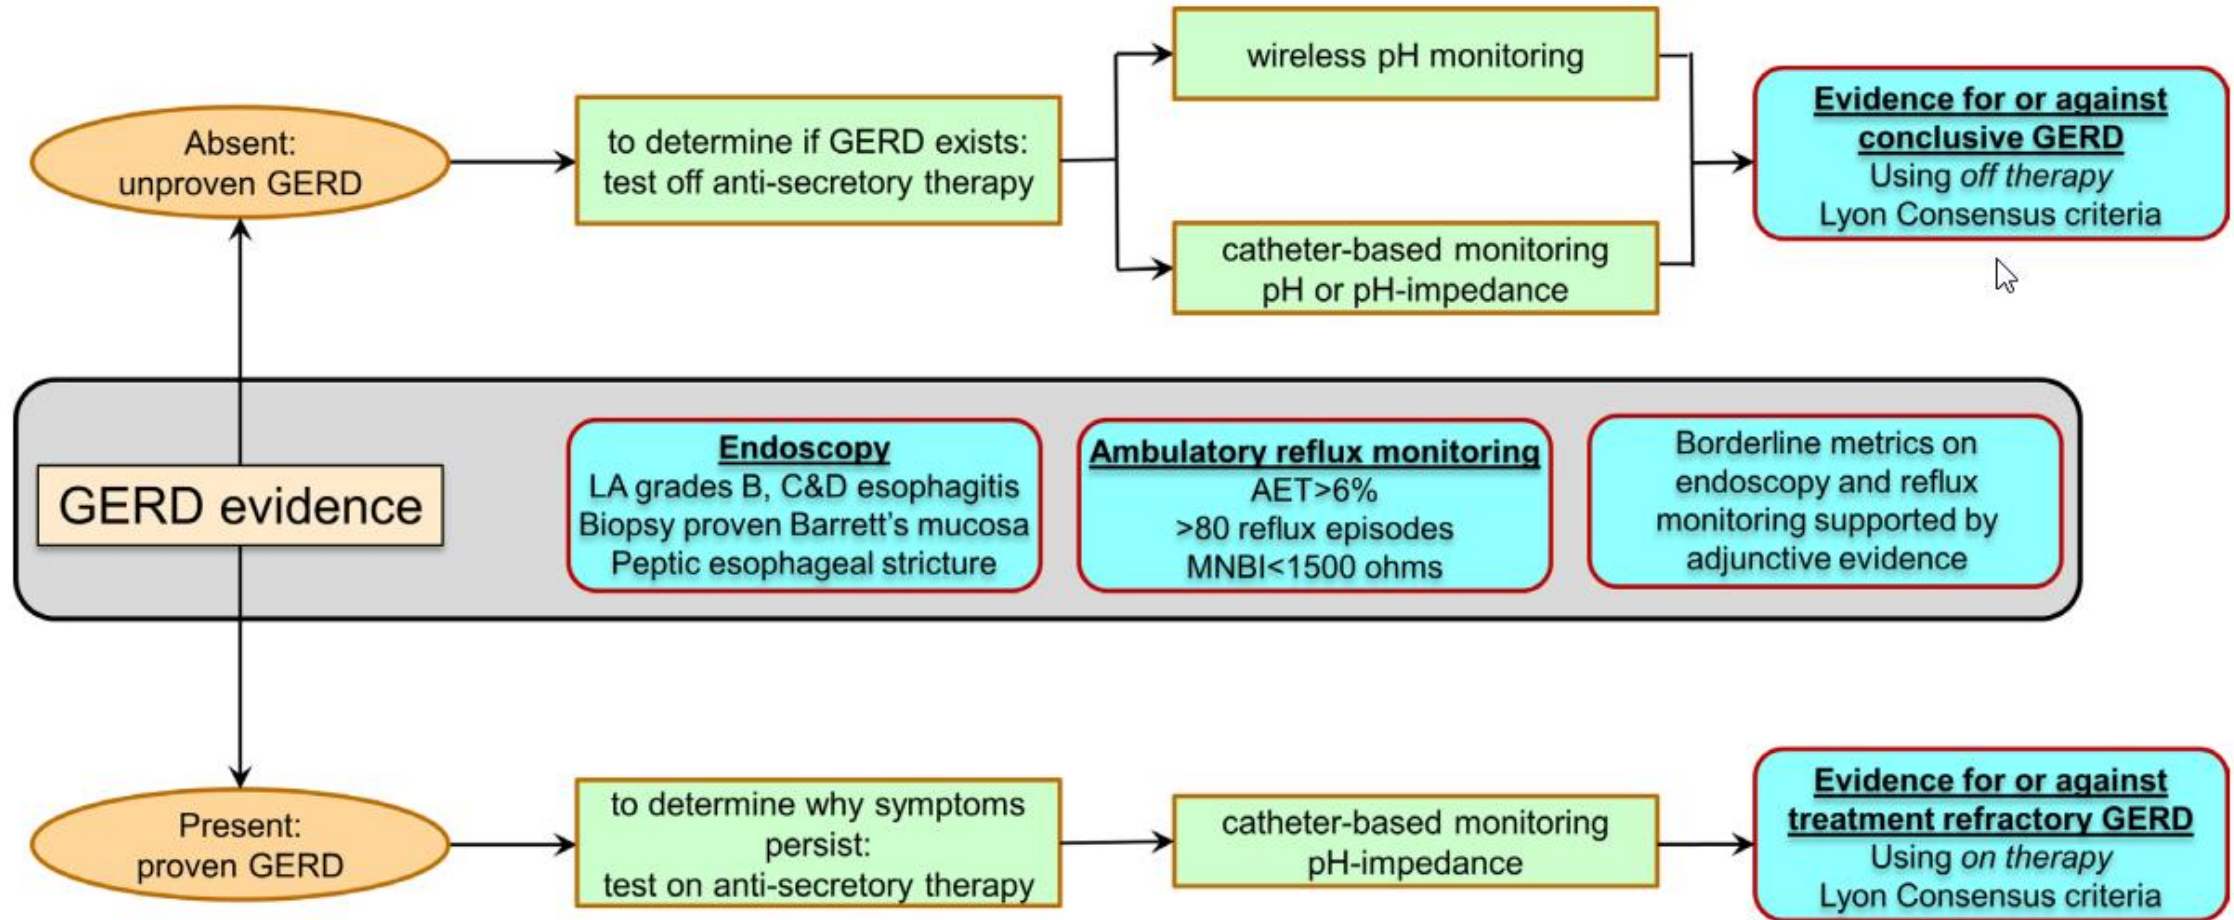 wireless pH monitoring
Absent:
unproven GERD
to determine if GERD exists:
test off anti-secretory therapy
catheter-based monitoring
pH or pH-impedance
Evidence for or against
conclusive GERD
Using off therapy
Lyon Consensus criteria
GERD evidence
Endoscopy
LA grades B, C&D esophagitis
Biopsy proven Barrett’s mucosa
Peptic esophageal stricture
Ambulatory reflux monitoring
AET>6%
>80 reflux episodes
MNBI<1500 ohms
Borderline metrics on
endoscopy and reflux
monitoring supported by
adjunctive evidence
Present:
proven GERD
to determine why symptoms
persist:
test on anti-secretory therapy
catheter-based monitoring
pH-impedance
Evidence for or against
treatment refractory GERD
Using on therapy
Lyon Consensus criteria